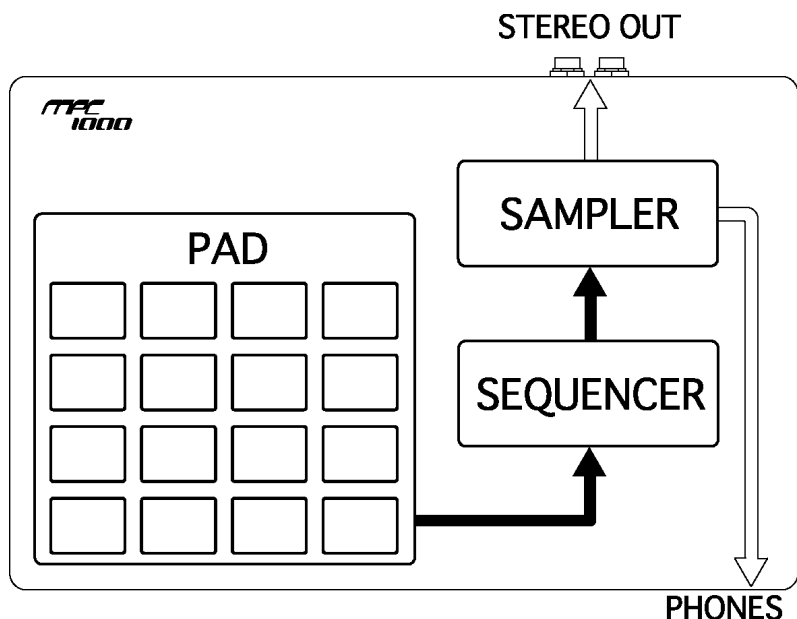 STEREO OUT
MPC
1000
SAMPLER
PAD
SEQUENCER
PHONES